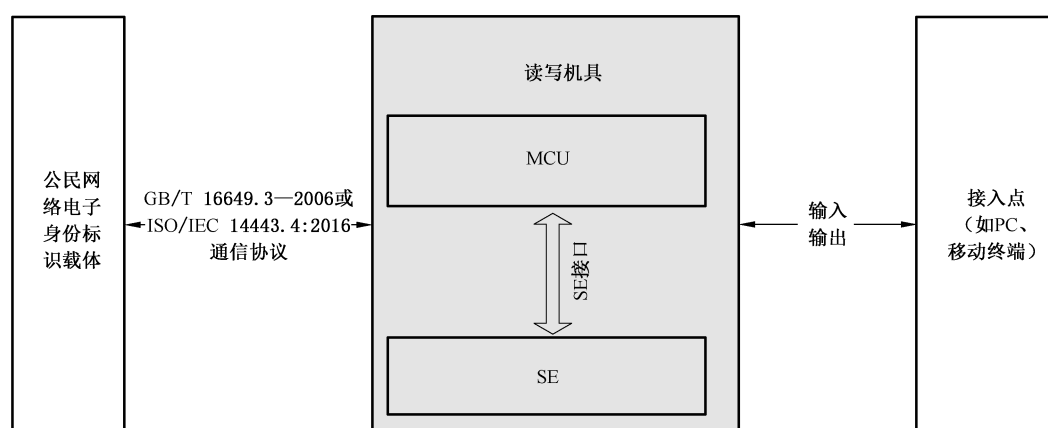 公民网
络电子
身份标
识载体
GB/T 16649.3—2006或
ISO/IEC 14443.4:2016
通信协议
读写机具
MCU
SE接口
SE
输入
输出
接入点
（如PC、
移动终端）